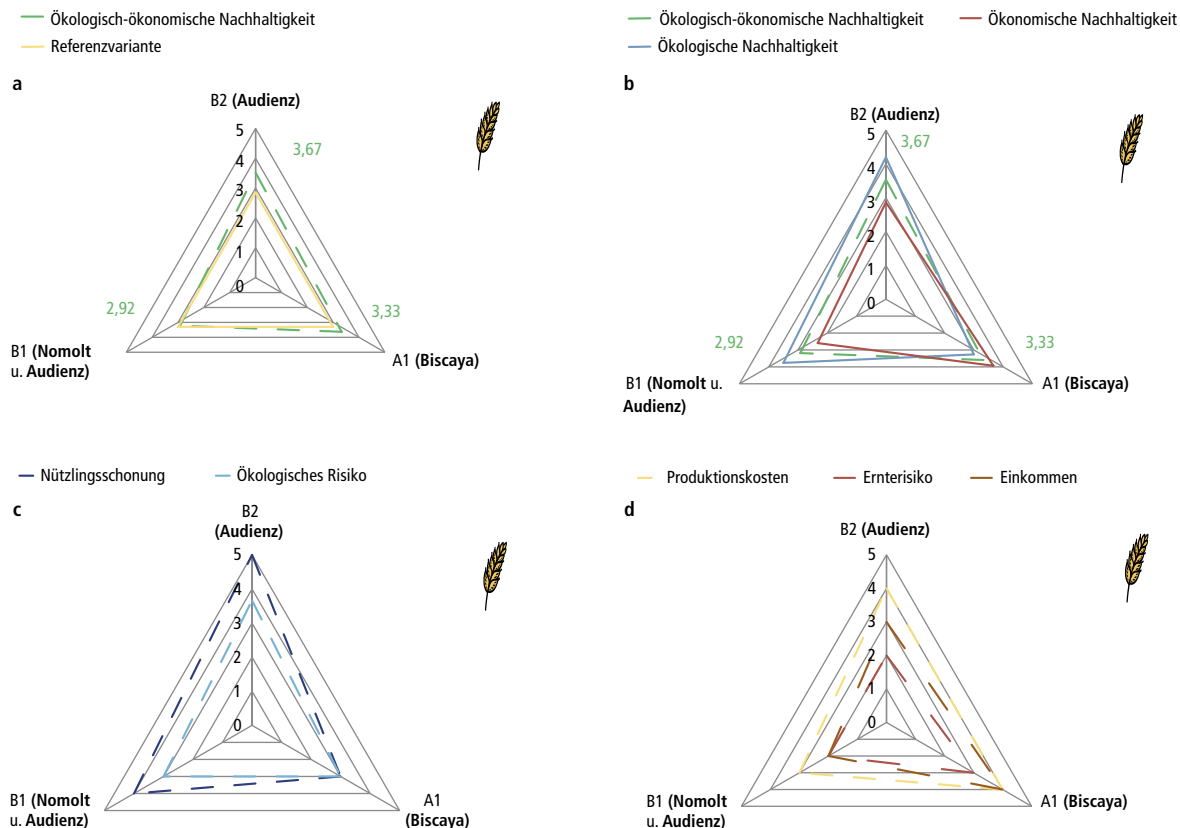 Ökologisch-ökonomische Nachhaltigkeit
Referenzvariante
a
B2 (Audienz)
5
4
3
2
1
0
3,67
2,92
3,33
B1 (Nomolt
u. Audienz)
A1 (Biscaya)
Ökologisch-ökonomische Nachhaltigkeit
Ökonomische Nachhaltigkeit
Ökologische Nachhaltigkeit
b
B2 (Audienz)
5
4
3
2
1
0
3,67
2,92
3,33
B1 (Nomolt u.
Audienz)
A1 (Biscaya)
Nützlingsschonung
Ökologisches Risiko
c
B2
(Audienz)
5
4
3
2
1
0
B1 (Nomolt
u. Audienz)
A1
(Biscaya)
Produktionskosten
Ernterisiko
Einkommen
d
B2 (Audienz)
5
4
3
2
1
0
B1 (Nomolt
u. Audienz)
A1 (Biscaya)